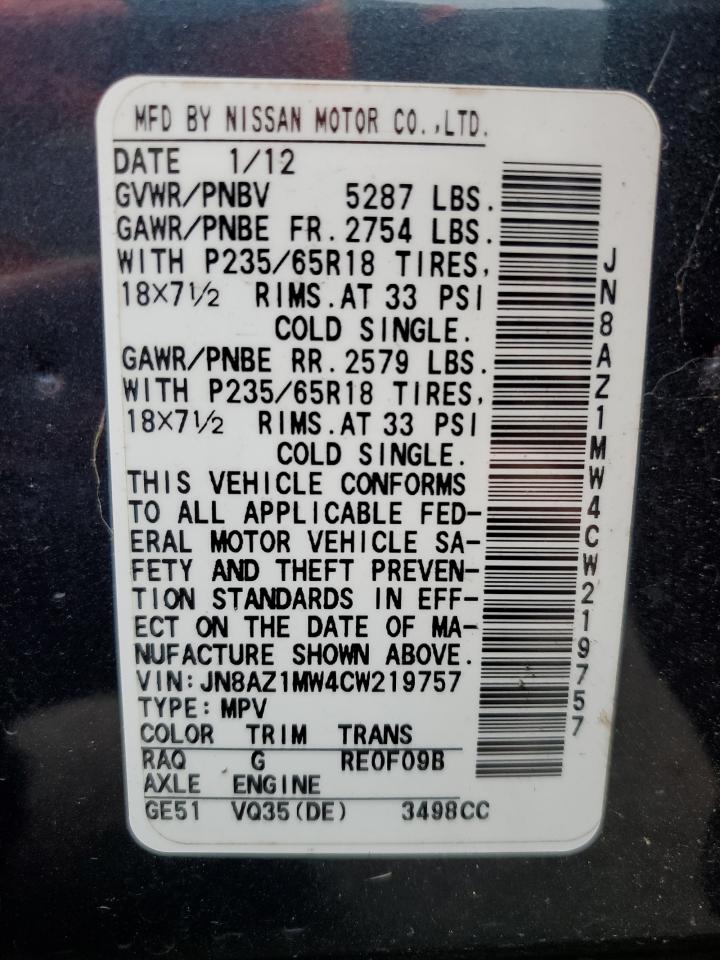 MFD BY NISSAN MOTOR CO.,LTD.
DATE 1/12
GVWR/PNBV 5287 LBS.
GAWR/PNBE FR. 2754 LBS.
WITH P235/65R18 TIRES,
18×7½ RIMS. AT 33 PSI
COLD SINGLE.
GAWR/PNBE RR. 2579 LBS.
WITH P235/65R18 TIRES,
18×7½ RIMS. AT 33 PSI
COLD SINGLE.
THIS VEHICLE CONFORMS
TO ALL APPLICABLE FED-
ERAL MOTOR VEHICLE SA-
FETY AND THEFT PREVEN-
TION STANDARDS IN EFF-
ECT ON THE DATE OF MA-
NUFACTURE SHOWN ABOVE.
VIN: JN8AZ1MW4CW219757
TYPE: MPV
COLOR TRIM TRANS
RAQ G RE0F09B
AXLE ENGINE
GE51 VQ35(DE) 3498CC
JN8AZ1MW4CW219757